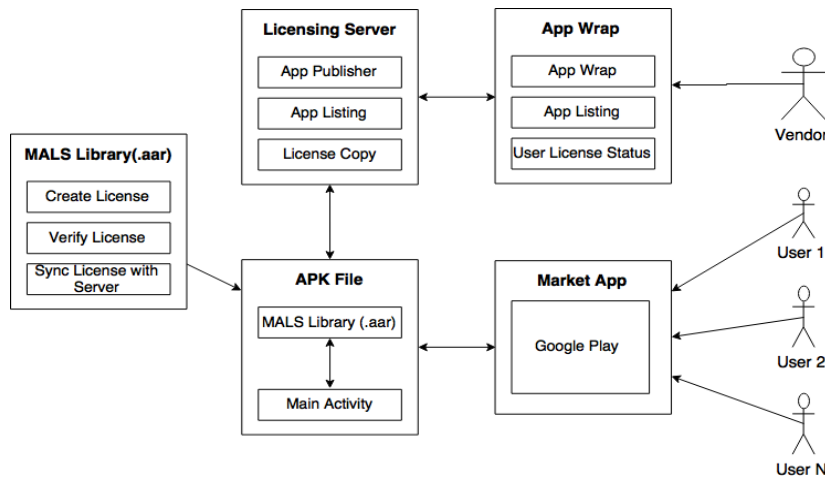 Licensing Server
App Publisher
App Listing
License Copy
App Wrap
App Wrap
App Listing
User License Status
Vendor
MALS Library(.aar)
Create License
Verify License
Sync License with
Server
APK File
MALS Library (.aar)
Main Activity
Market App
Google Play
User 1
User 2
User N